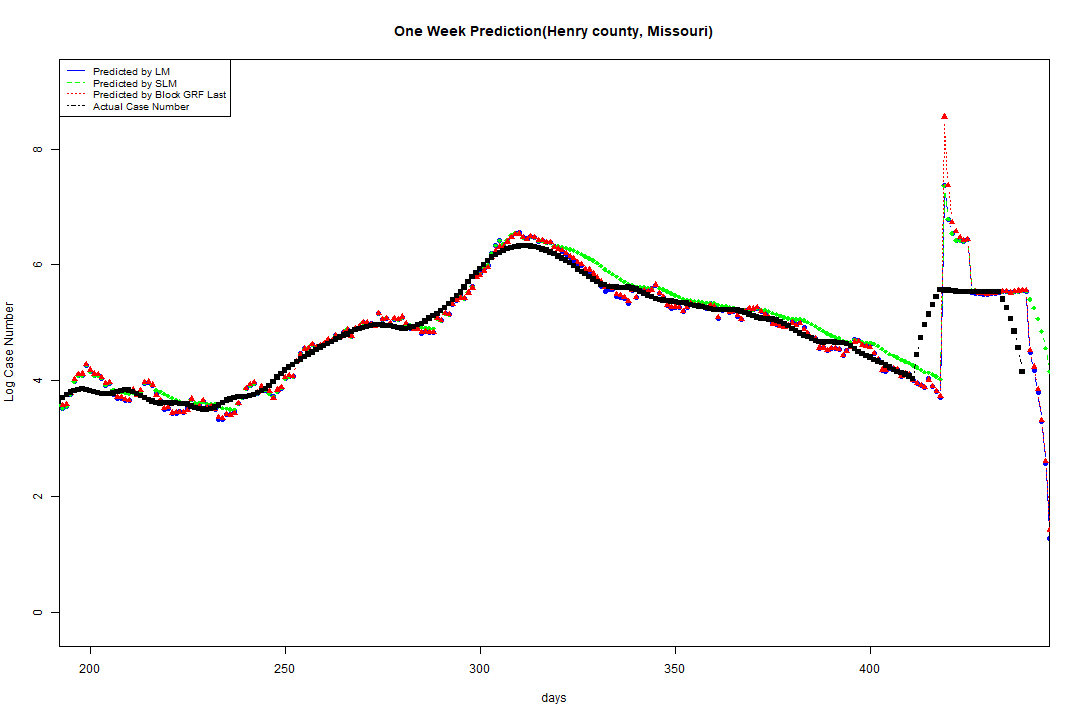 One Week Prediction(Henry county, Missouri)
Predicted by LM
Predicted by SLM
Predicted by Block GRF Last
Actual Case Number
8
6
4
2
0
Log Case Number
200 250 300 350 400
days